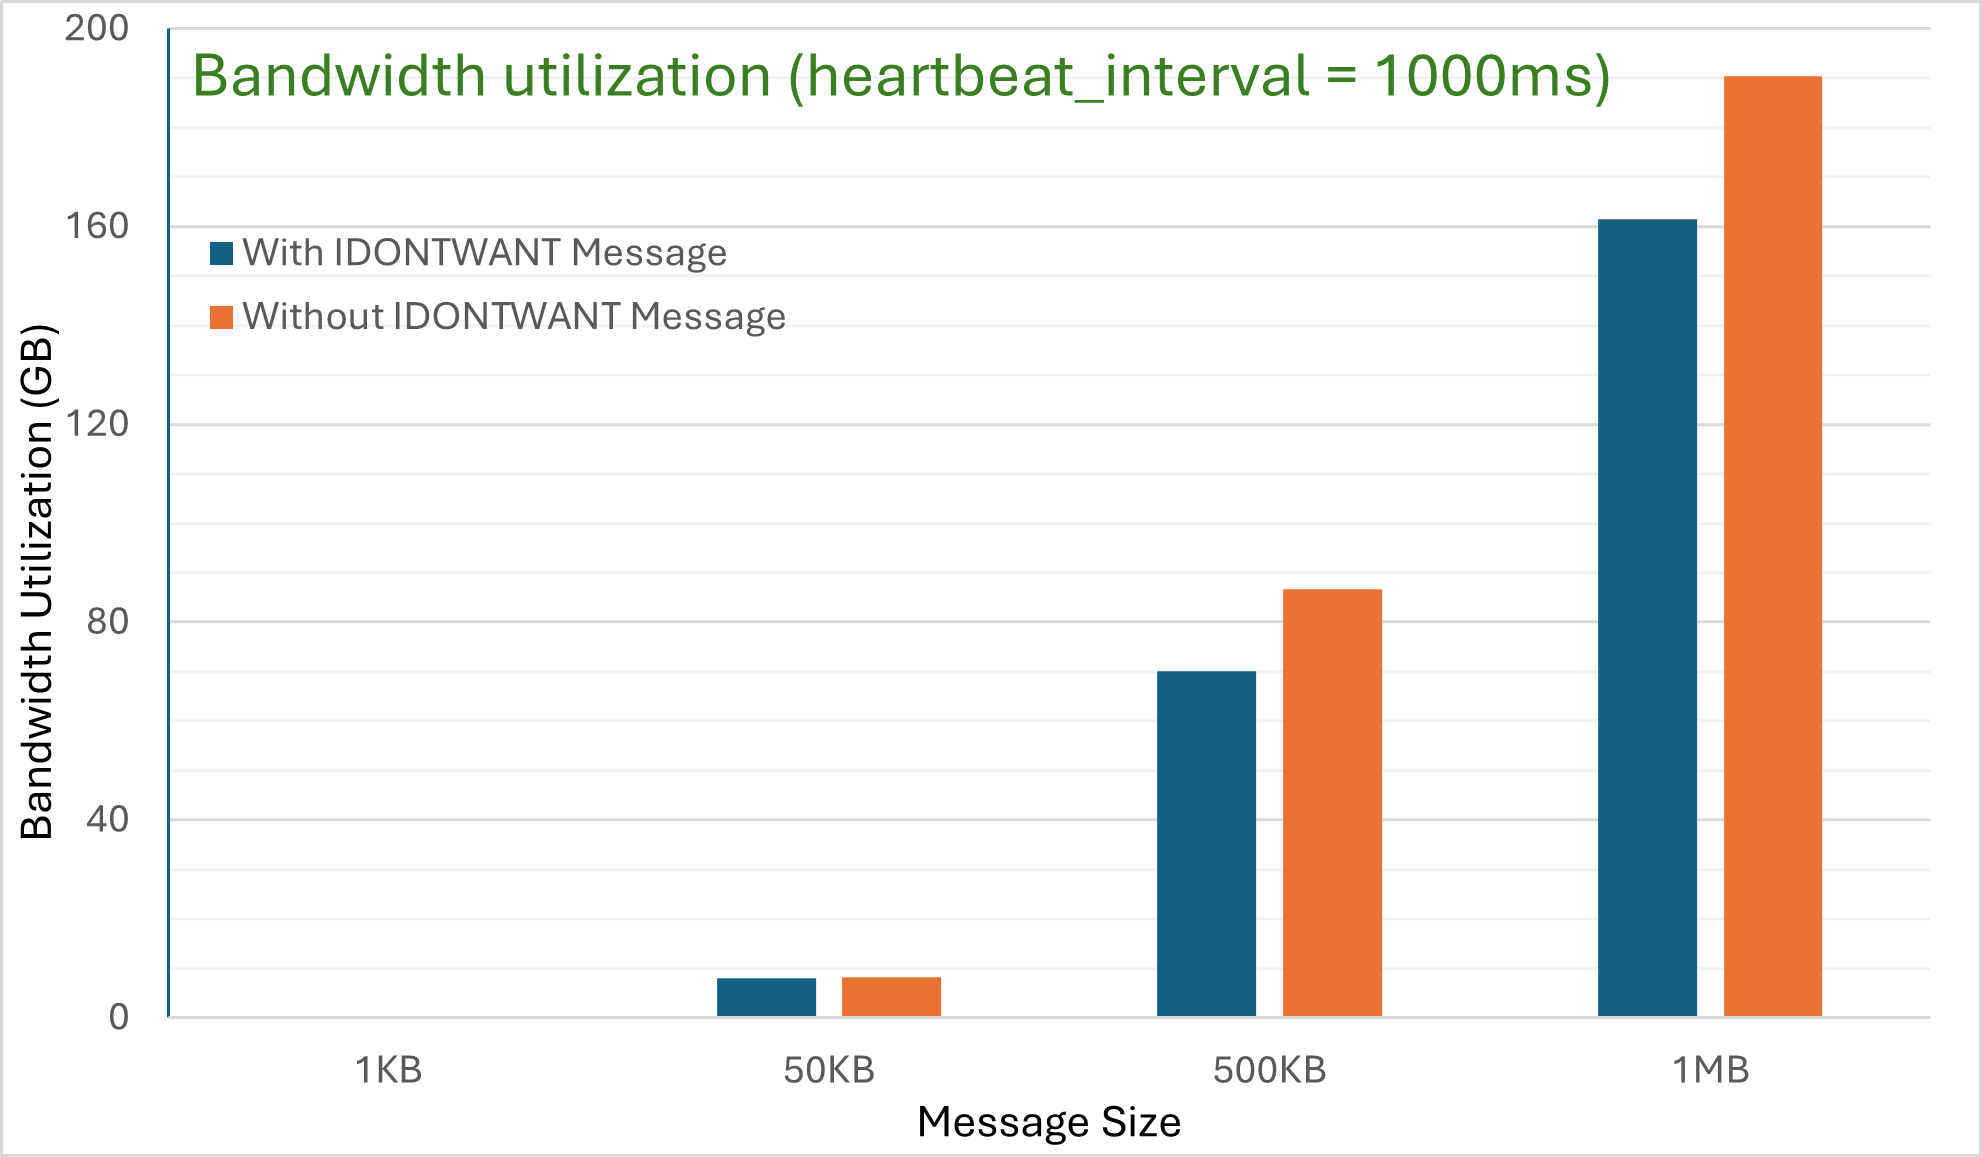 Bandwidth utilization (heartbeat_interval = 1000ms)
With IDONTWANT Message
Without IDONTWANT Message
Bandwidth Utilization (GB)
200
160
120
80
40
0
1KB
50KB
500KB
1MB
Message Size